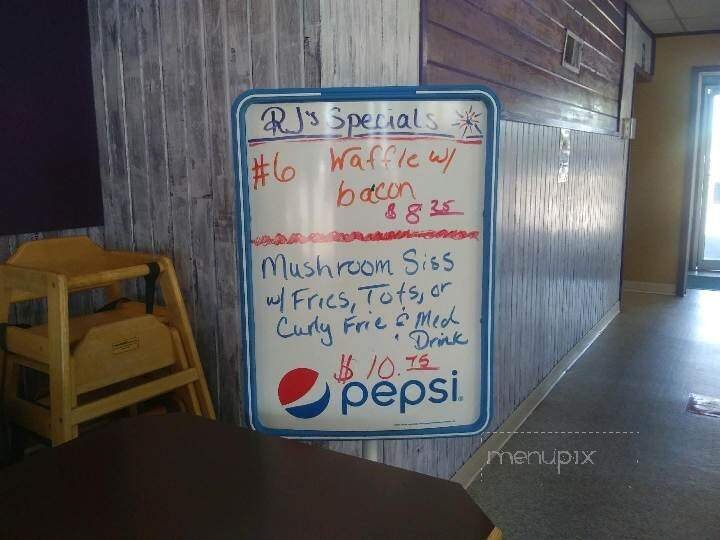 RJ's Specials
#6 Waffle w/
bacon
$ 8 25
Mushroom Siss
w/ Fries, Tots, or
Curly Frie & Med
Drink
$ 10.75
pepsi
menupix